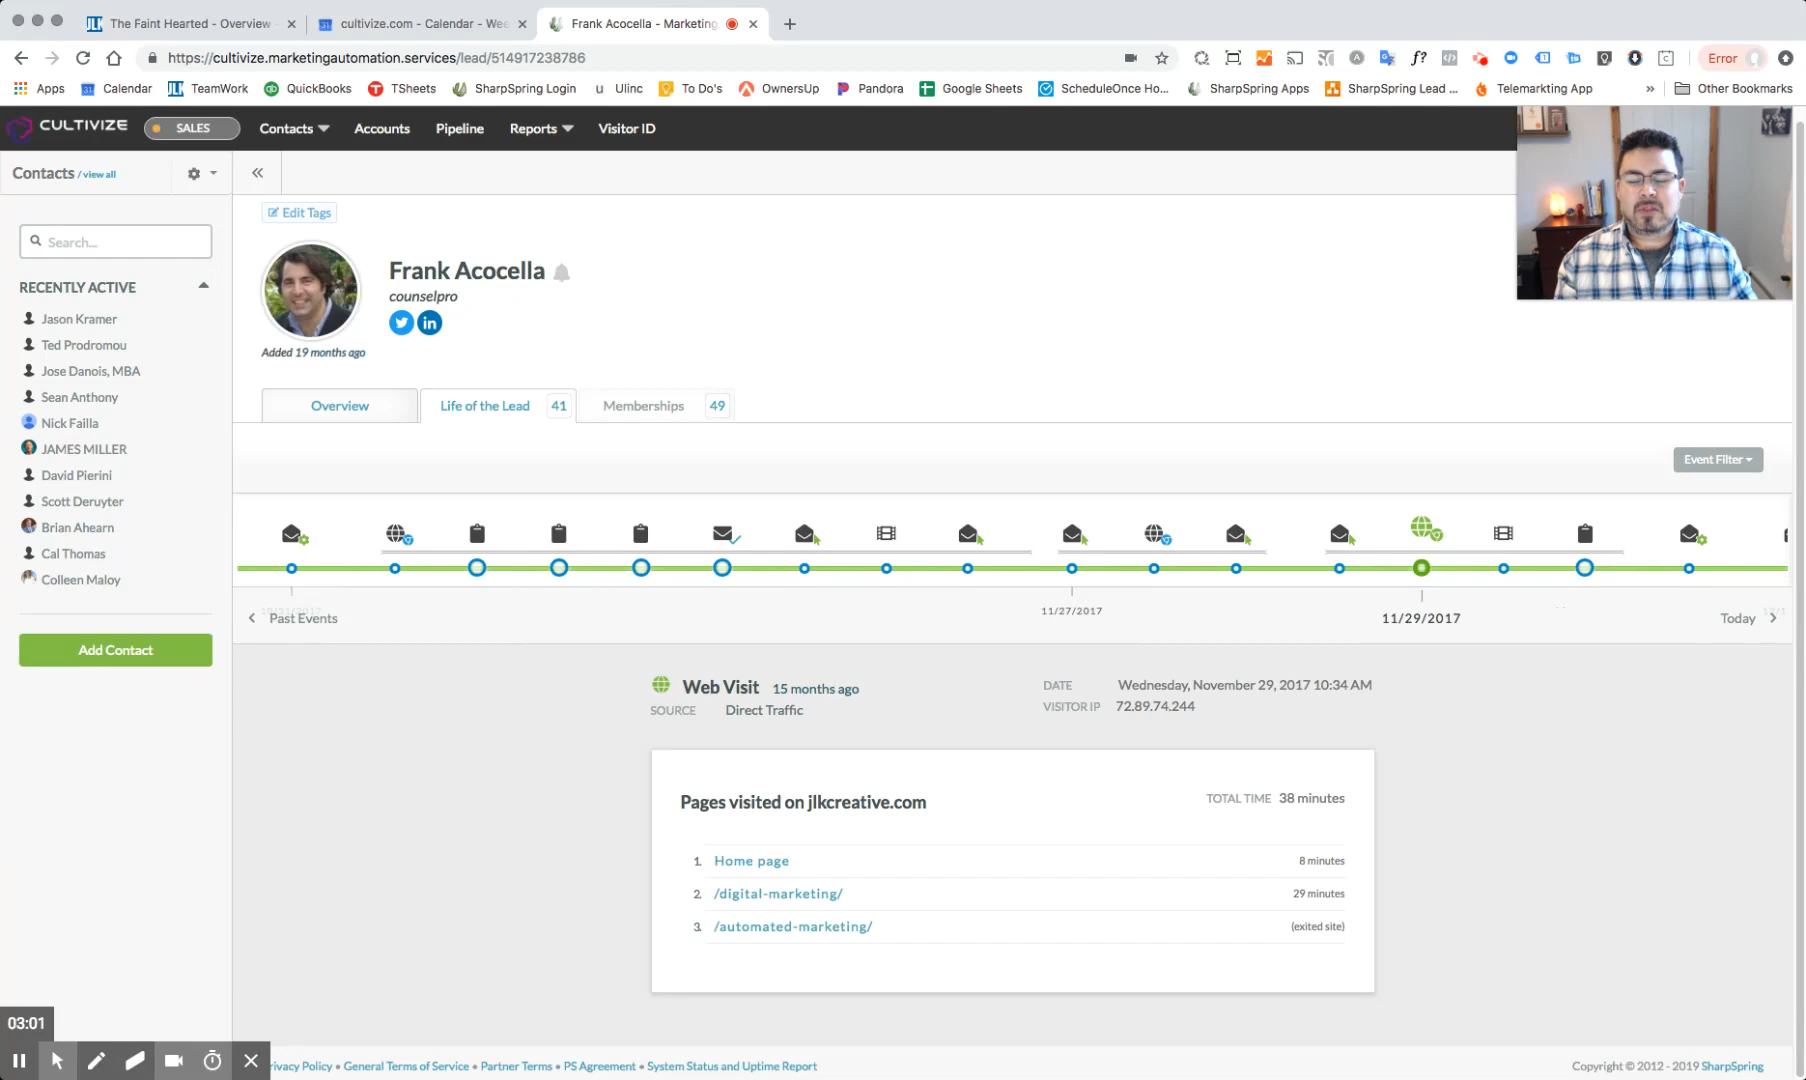 The Faint Hearted - Overview
cultivize.com - Calendar - Wee
Frank Acocella - Marketing
https://cultivize.marketingautomation.services/lead/514917238786
Error
Apps
Calendar
TeamWork
QuickBooks
TSheets
SharpSpring Login
Ulinc
To Do's
OwnersUp
Pandora
Google Sheets
ScheduleOnce Ho...
SharpSpring Apps
SharpSpring Lead ...
Telemarkting App
»
Other Bookmarks
CULTIVIZE
SALES
Contacts
Accounts
Pipeline
Reports
Visitor ID
Contacts / view all
«
Search...
RECENTLY ACTIVE
Jason Kramer
Ted Prodromou
Jose Danois, MBA
Sean Anthony
Nick Failla
JAMES MILLER
David Pierini
Scott Deruyter
Brian Ahearn
Cal Thomas
Colleen Maloy
Add Contact
Edit Tags
Frank Acocella
counselpro
Added 19 months ago
Overview
Life of the Lead 41
Memberships 49
Event Filter
11/27/2017
11/29/2017
Past Events
Today
Web Visit 15 months ago
SOURCE Direct Traffic
DATE Wednesday, November 29, 2017 10:34 AM
VISITOR IP 72.89.74.244
Pages visited on jlkcreative.com
TOTAL TIME 38 minutes
1. Home page 8 minutes
2. /digital-marketing/ 29 minutes
3. /automated-marketing/ (exited site)
03:01
rivacy Policy • General Terms of Service • Partner Terms • PS Agreement • System Status and Uptime Report
Copyright © 2012 - 2019 SharpSpring